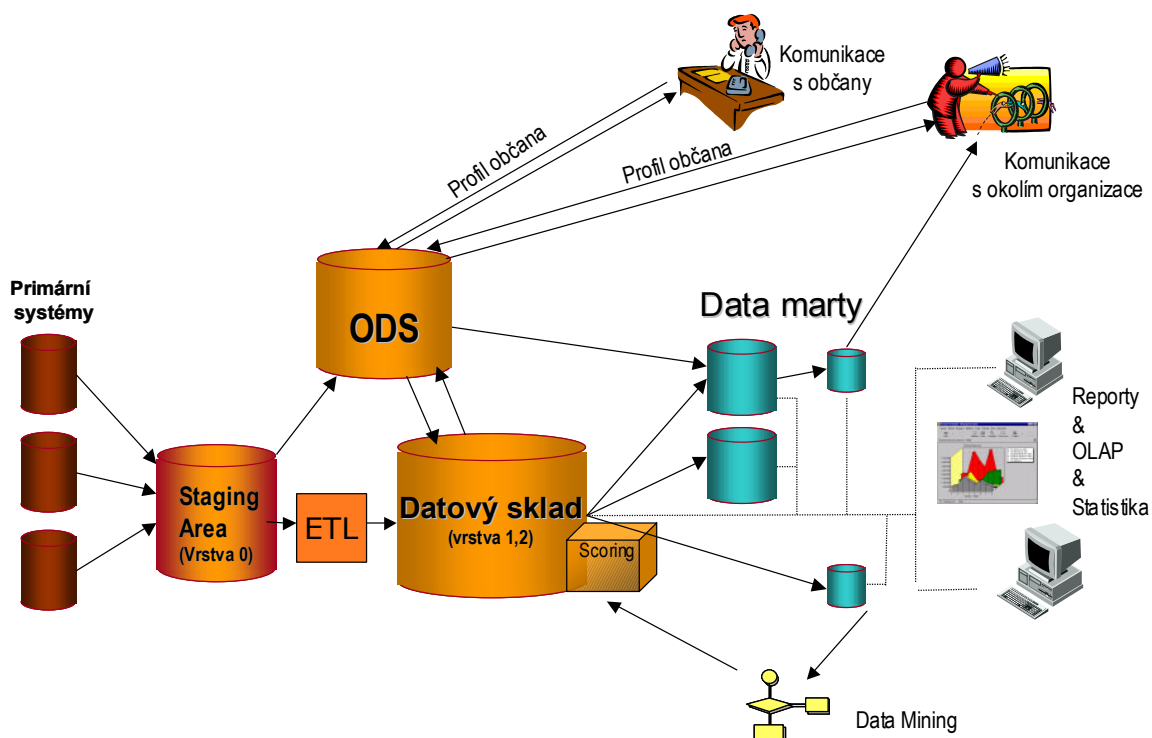 Komunikace
s občany
Profil občana
Profil občana
Komunikace
s okolím organizace
Primární
systémy
ODS
Data marty
Reporty
&
OLAP
&
Statistika
Staging
Area
(Vrstva 0)
ETL
Datový sklad
(vrstva 1,2)
Scoring
Data Mining